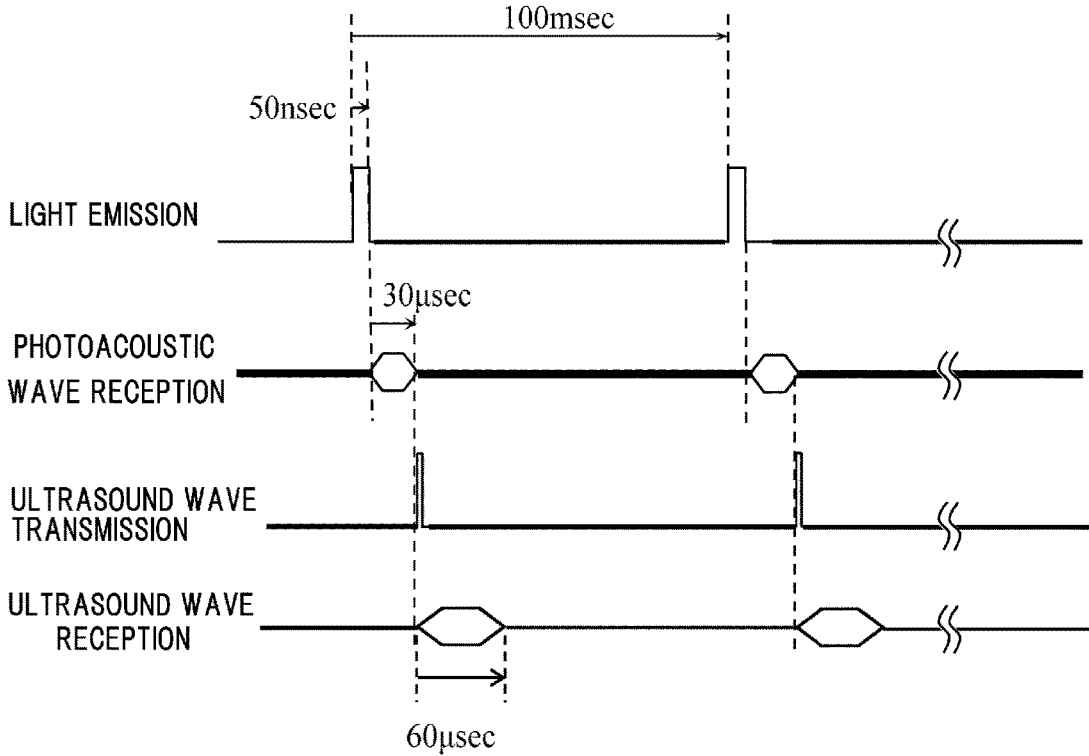 100msec
50nsec
LIGHT EMISSION
30μsec
PHOTOACOUSTIC
WAVE RECEPTION
ULTRASOUND WAVE
TRANSMISSION
ULTRASOUND WAVE
RECEPTION
60μsec